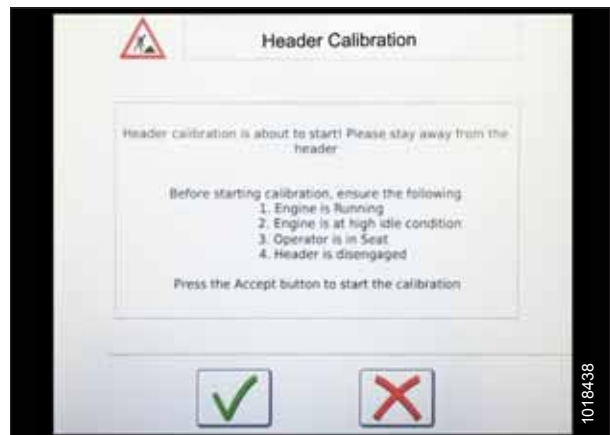 Header Calibration
Header calibration is about to start! Please stay away from the
header
Before starting calibration, ensure the following
1. Engine is Running
2. Engine is at high idle condition
3. Operator is in Seat
4. Header is disengaged
Press the Accept button to start the calibration
1018438